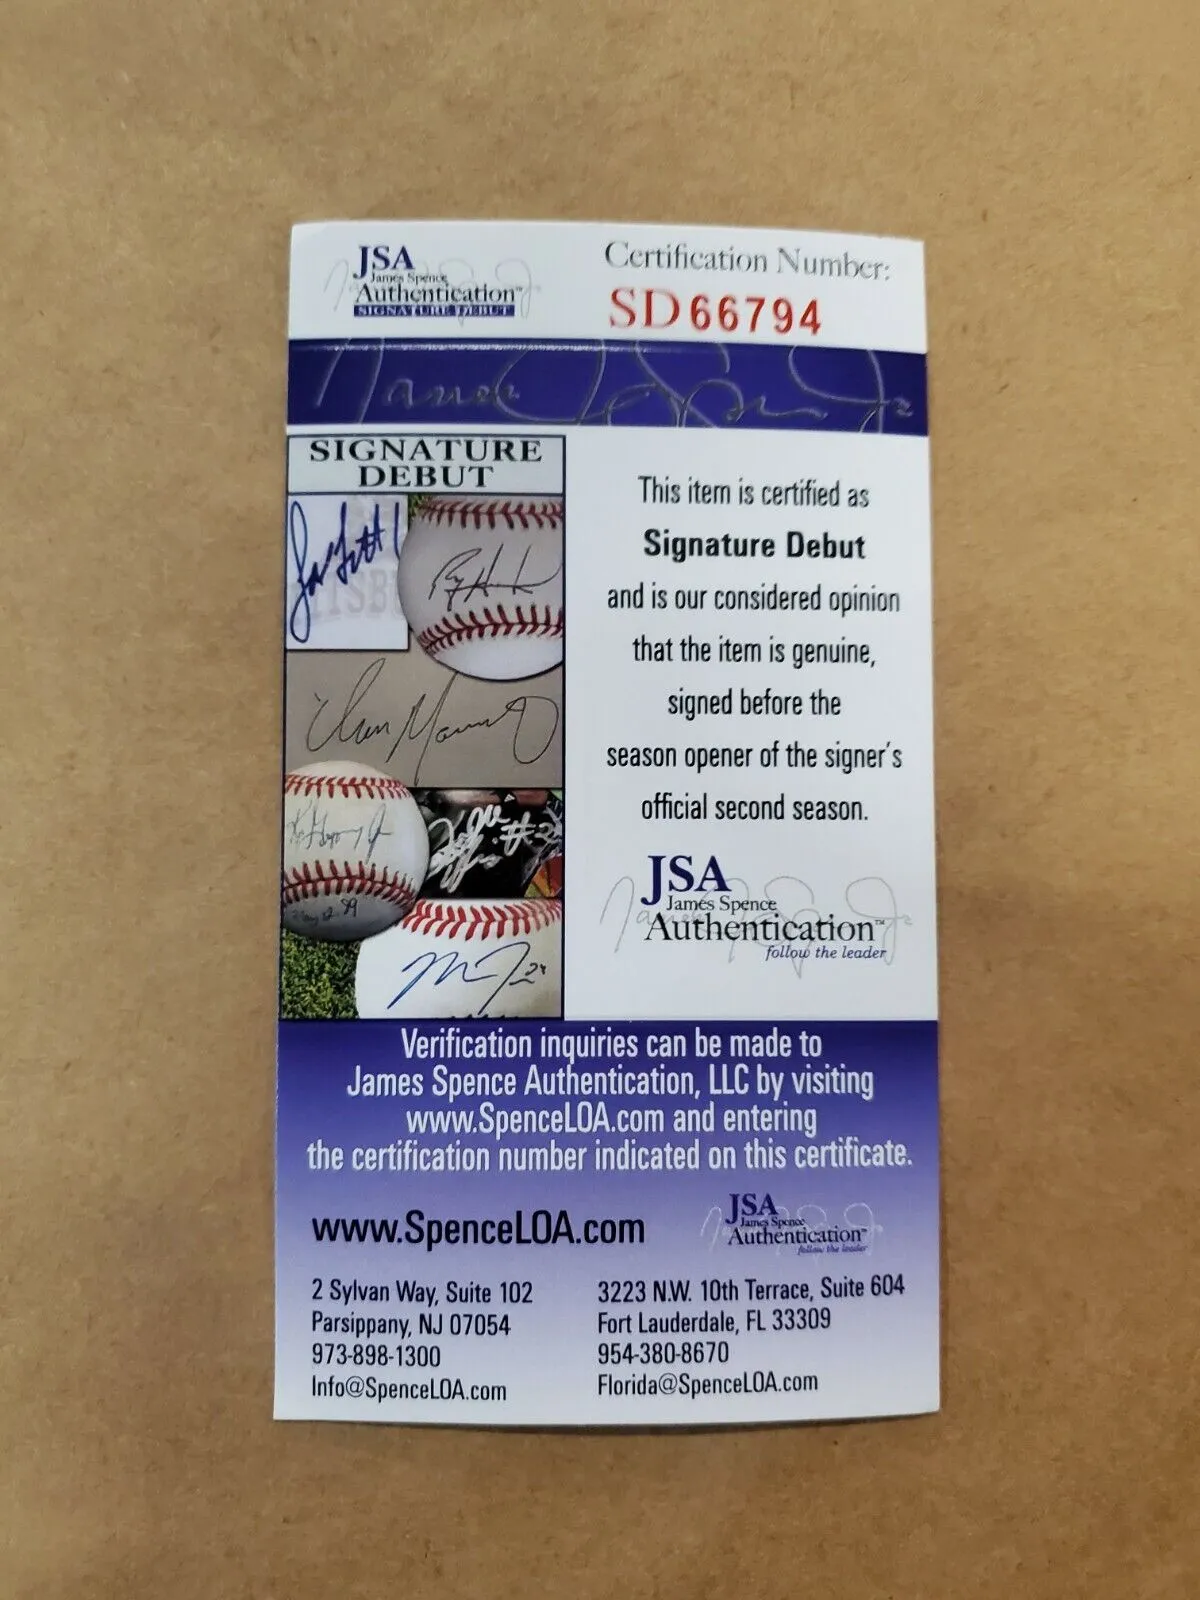 JSA
James Spence
Authentication™
SIGNATURE DEBUT
Certification Number:
SD66794
SIGNATURE
DEBUT
This item is certified as
Signature Debut
and is our considered opinion
that the item is genuine,
signed before the
season opener of the signer's
official second season.
JSA
James Spence
Authentication™
follow the leader
Verification inquiries can be made to
James Spence Authentication, LLC by visiting
www.SpenceLOA.com and entering
the certification number indicated on this certificate.
www.SpenceLOA.com
JSA
James Spence
Authentication™
follow the leader
2 Sylvan Way, Suite 102
Parsippany, NJ 07054
973-898-1300
Info@SpenceLOA.com
3223 N.W. 10th Terrace, Suite 604
Fort Lauderdale, FL 33309
954-380-8670
Florida@SpenceLOA.com